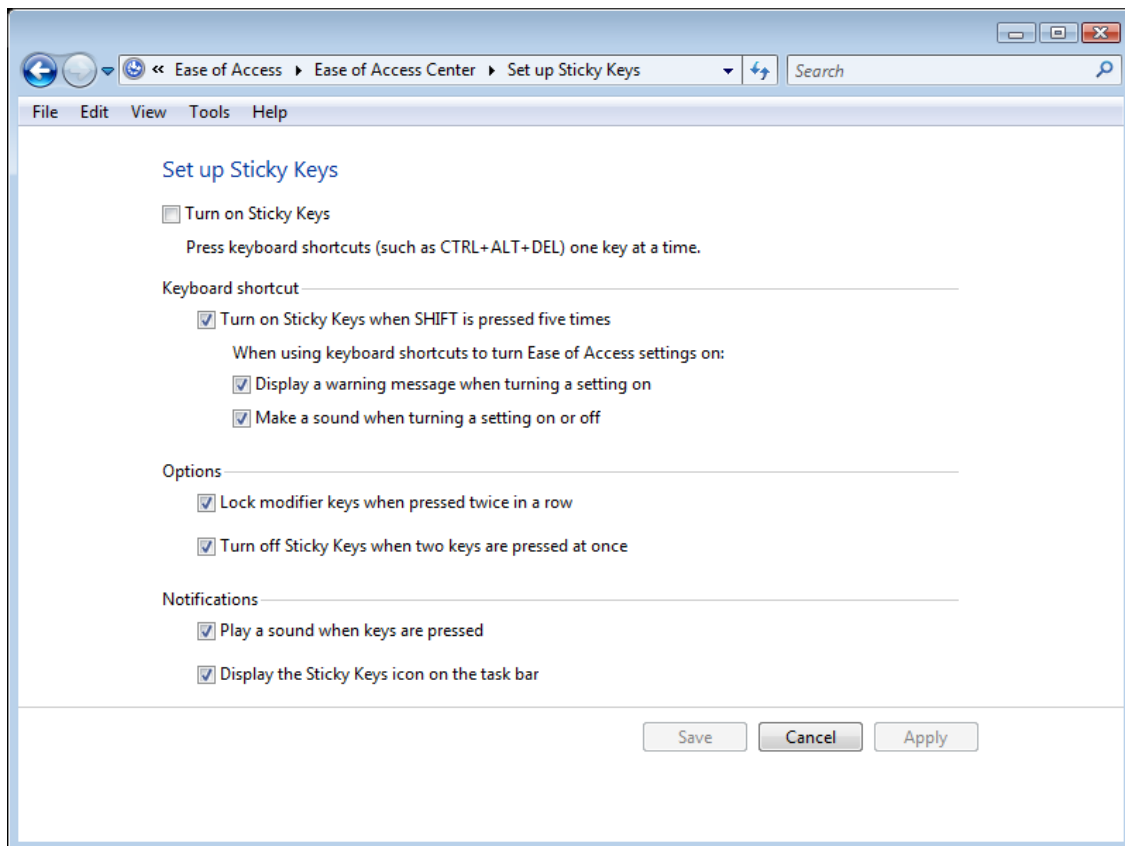 « Ease of Access ▸ Ease of Access Center ▸ Set up Sticky Keys
Search
File Edit View Tools Help
Set up Sticky Keys
Turn on Sticky Keys
Press keyboard shortcuts (such as CTRL+ALT+DEL) one key at a time.
Keyboard shortcut
Turn on Sticky Keys when SHIFT is pressed five times
When using keyboard shortcuts to turn Ease of Access settings on:
Display a warning message when turning a setting on
Make a sound when turning a setting on or off
Options
Lock modifier keys when pressed twice in a row
Turn off Sticky Keys when two keys are pressed at once
Notifications
Play a sound when keys are pressed
Display the Sticky Keys icon on the task bar
Save Cancel Apply